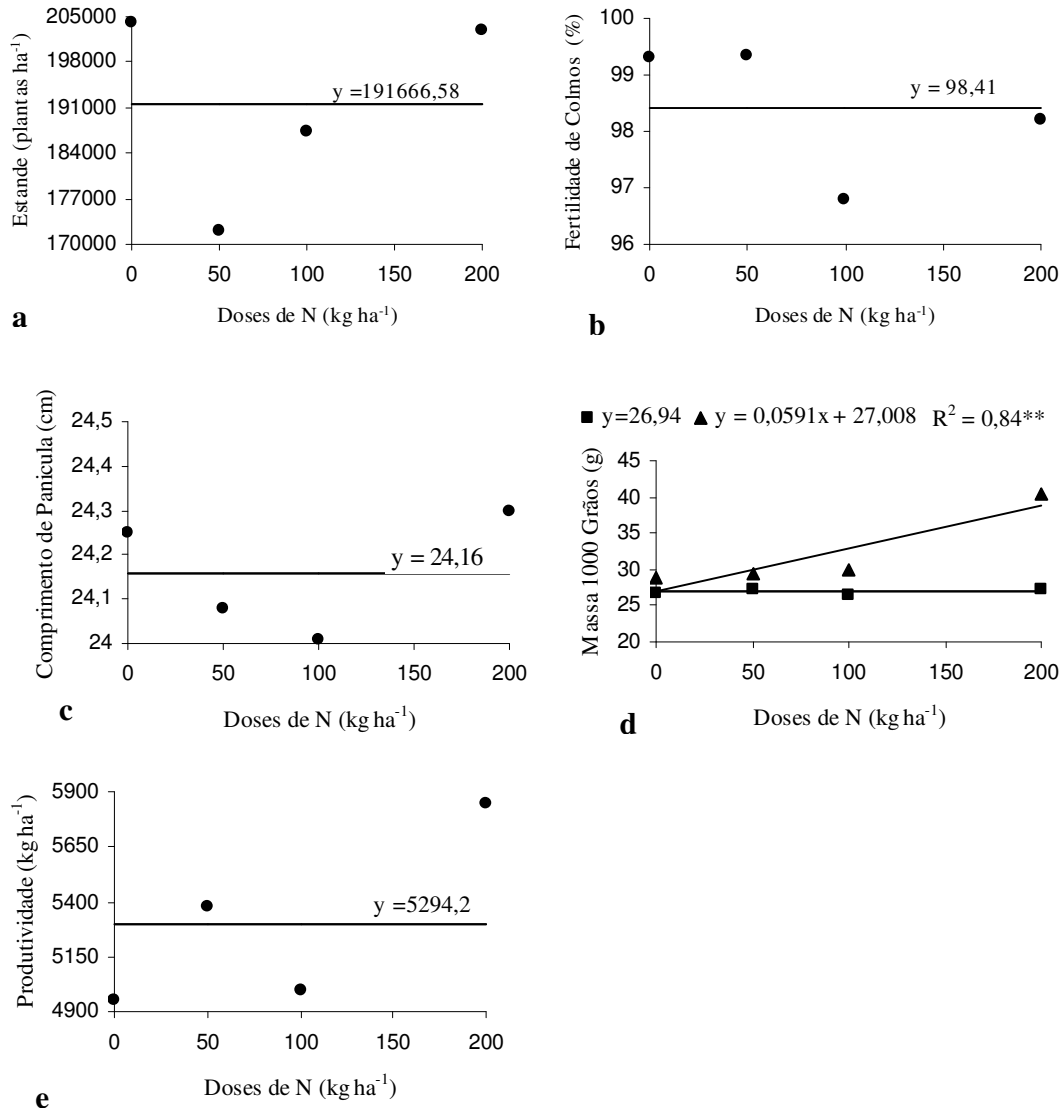 205000
198000
191000
184000
177000
170000
Estande (plantas ha⁻¹)
y =191666,58
0 50 100 150 200
Doses de N (kg ha⁻¹)
a
100
99
98
97
96
Fertilidade de Colmos (%)
y = 98,41
0 50 100 150 200
Doses de N (kg ha⁻¹)
b
24,5
24,4
24,3
24,2
24,1
24
Comprimento de Panicula (cm)
y = 24,16
0 50 100 150 200
Doses de N (kg ha⁻¹)
c
■ y=26,94 ▲ y = 0,0591x + 27,008 R² = 0,84**
45
40
35
30
25
20
Massa 1000 Grãos (g)
0 50 100 150 200
Doses de N (kg ha⁻¹)
d
5900
5650
5400
5150
4900
Produtividade (kg ha⁻¹)
y =5294,2
0 50 100 150 200
Doses de N (kg ha⁻¹)
e